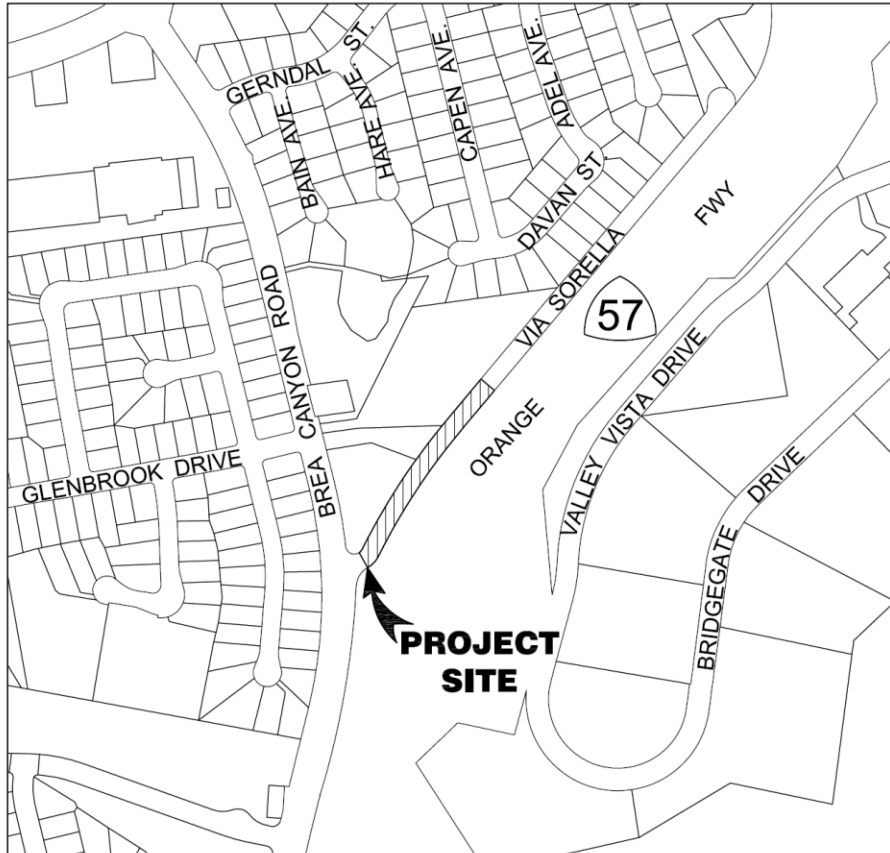 GERNDAL ST.
BAIN AVE.
HARE AVE.
CAPEN AVE.
ADEL AVE.
DAVAN ST.
VIA SORELLA
FWY
57
ORANGE
BREA CANYON ROAD
GLENBROOK DRIVE
VALLEY VISTA DRIVE
BRIDGEGATE DRIVE
PROJECT
SITE